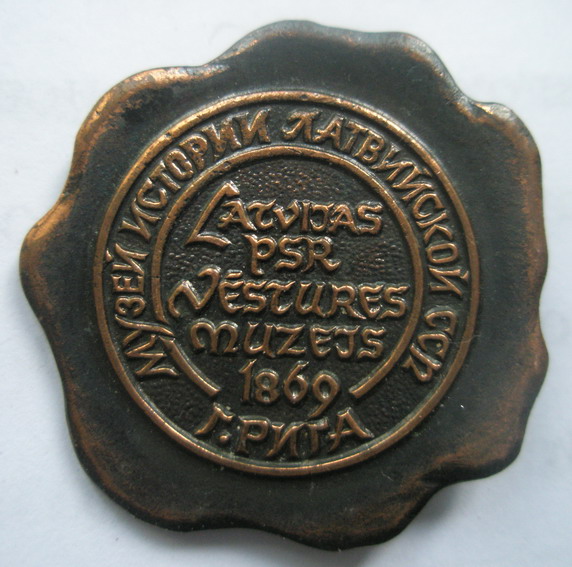 МУЗЕЙ ИСТОРИИ ЛАТВИЙСКОЙ ССР
LATVIJAS
PSR
VĒSTURES
MUZEJS
1869
Г.РИГА